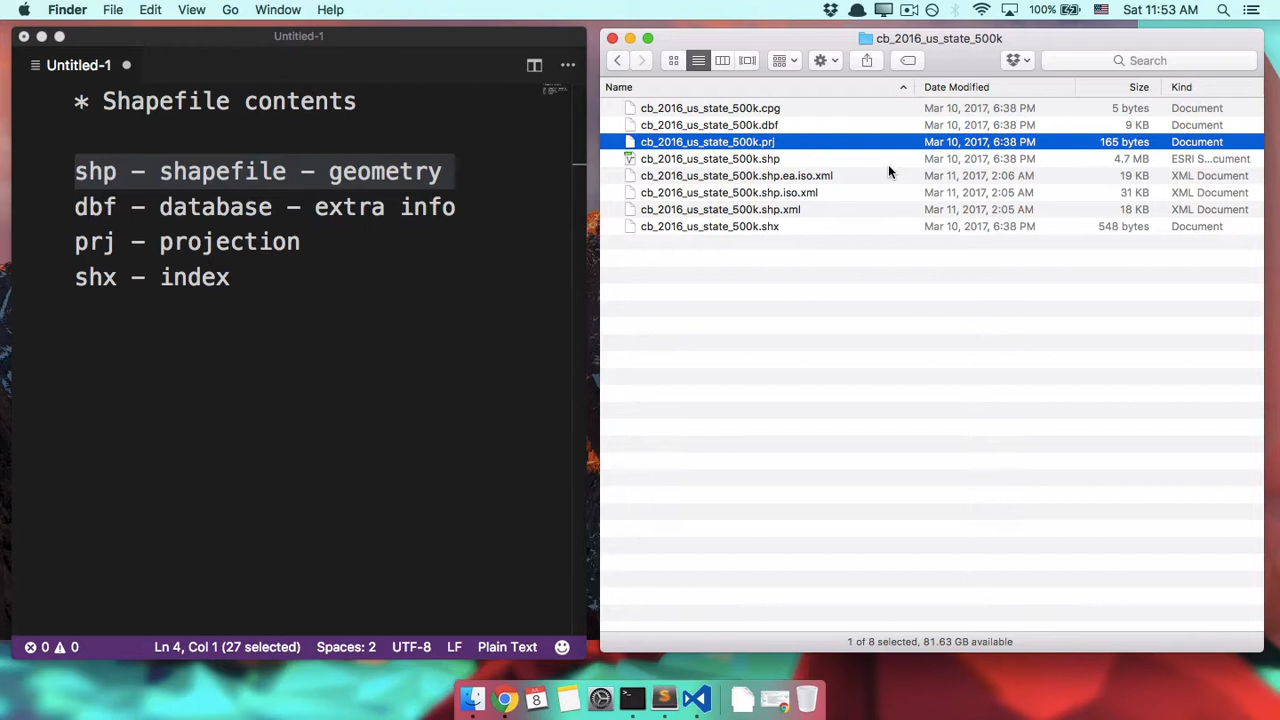 Finder File Edit View Go Window Help 100% Sat 11:53 AM
Untitled-1
Untitled-1
* Shapefile contents
shp – shapefile – geometry
dbf – database – extra info
prj – projection
shx – index
0 0 Ln 4, Col 1 (27 selected) Spaces: 2 UTF-8 LF Plain Text
cb_2016_us_state_500k
Search
Name Date Modified Size Kind
cb_2016_us_state_500k.cpg Mar 10, 2017, 6:38 PM 5 bytes Document
cb_2016_us_state_500k.dbf Mar 10, 2017, 6:38 PM 9 KB Document
cb_2016_us_state_500k.prj Mar 10, 2017, 6:38 PM 165 bytes Document
cb_2016_us_state_500k.shp Mar 10, 2017, 6:38 PM 4.7 MB ESRI S...cument
cb_2016_us_state_500k.shp.ea.iso.xml Mar 11, 2017, 2:06 AM 19 KB XML Document
cb_2016_us_state_500k.shp.iso.xml Mar 11, 2017, 2:05 AM 31 KB XML Document
cb_2016_us_state_500k.shp.xml Mar 11, 2017, 2:05 AM 18 KB XML Document
cb_2016_us_state_500k.shx Mar 10, 2017, 6:38 PM 548 bytes Document
1 of 8 selected, 81.63 GB available
8